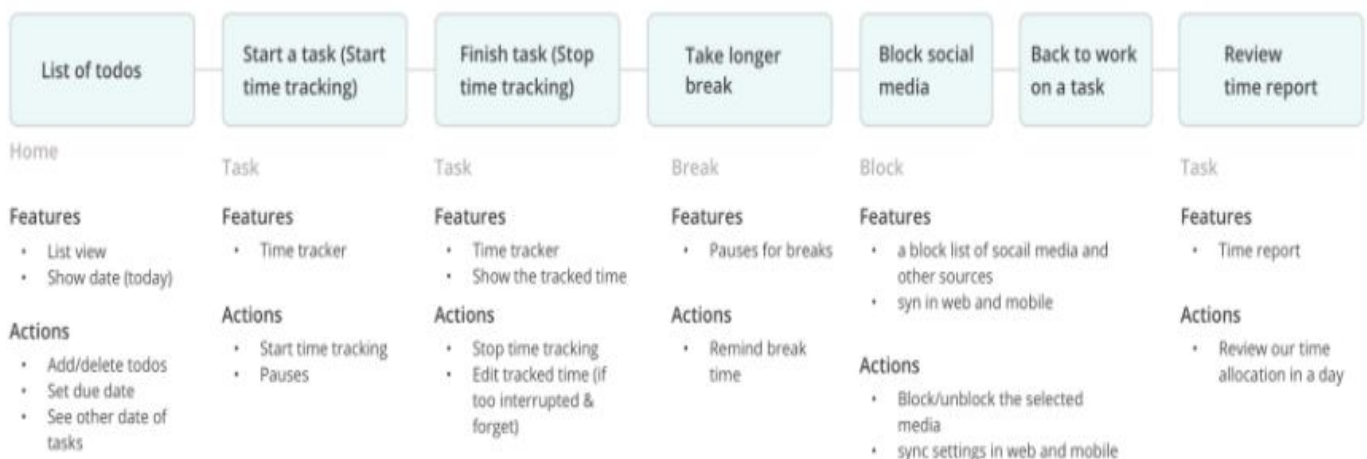 List of todos
Start a task (Start
time tracking)
Finish task (Stop
time tracking)
Take longer
break
Block social
media
Back to work
on a task
Review
time report
Home
Features
• List view
• Show date (today)
Actions
• Add/delete todos
• Set due date
• See other date of
tasks
Task
Features
• Time tracker
Actions
• Start time tracking
• Pauses
Task
Features
• Time tracker
• Show the tracked time
Actions
• Stop time tracking
• Edit tracked time (if
too interrupted &
forget)
Break
Features
• Pauses for breaks
Actions
• Remind break
time
Block
Features
• a block list of socail media and
other sources
• syn in web and mobile
Actions
• Block/unblock the selected
media
• sync settings in web and mobile
Task
Features
• Time report
Actions
• Review our time
allocation in a day